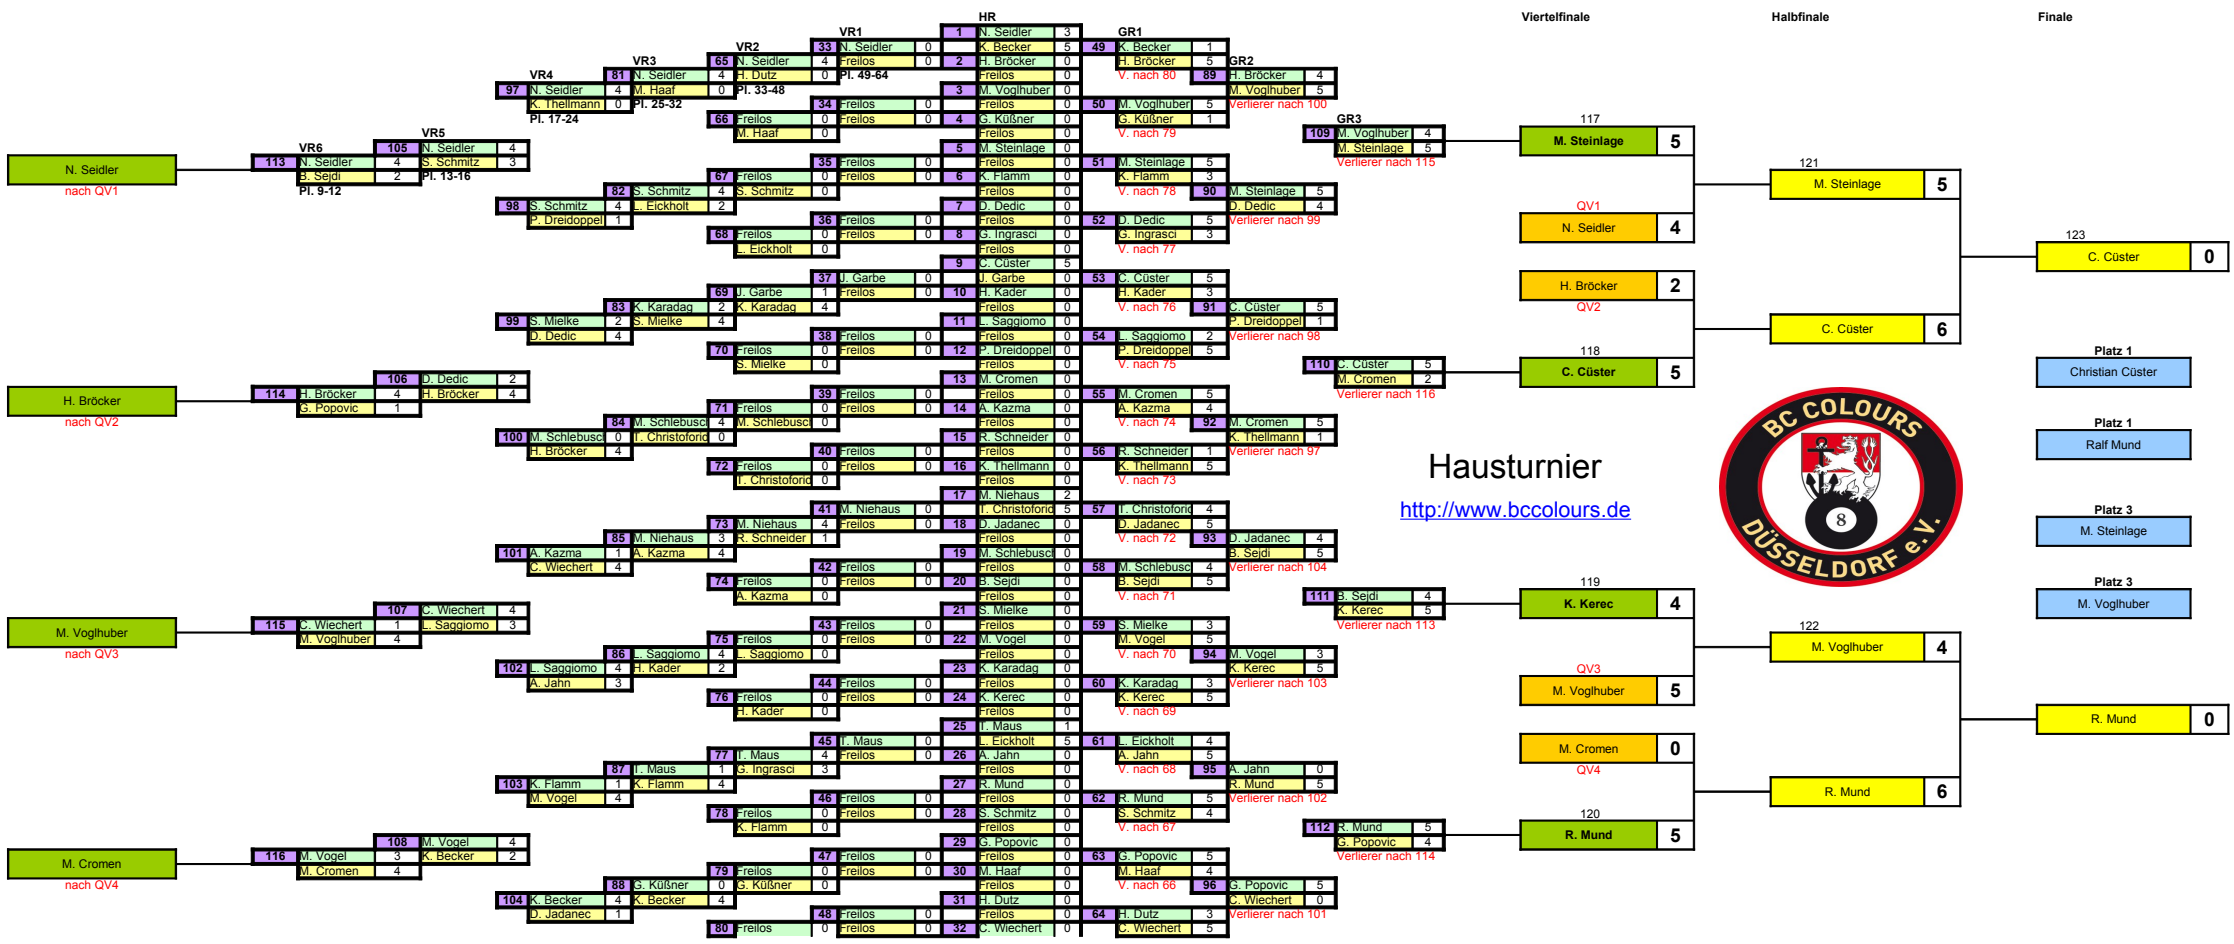 HR
Viertelfinale Halbfinale Finale
VR1 1 N. Seidler 3 GR1
VR2 33 N. Seidler 0 K. Becker 5 49 K. Becker 1
VR3 65 N. Seidler 4 Freilos 0 2 H. Bröcker 0 H. Bröcker 5 GR2
VR4 81 N. Seidler 4 H. Dutz 0 Pl. 49-64 Freilos 0 V. nach 80 89 H. Bröcker 4
97 N. Seidler 4 M. Haaf 0 Pl. 33-48 3 M. Voglhuber 0 M. Voglhuber 5
K. Thellmann 0 Pl. 25-32 34 Freilos 0 Freilos 0 50 M. Voglhuber 5 Verlierer nach 100
Pl. 17-24 66 Freilos 0 Freilos 0 4 G. Küßner 0 G. Küßner 1 GR3 117
VR5 M. Haaf 0 Freilos 0 V. nach 79 109 M. Voglhuber 4 M. Steinlage 5
VR6 105 N. Seidler 4 5 M. Steinlage 0 M. Steinlage 5
N. Seidler 113 N. Seidler 4 S. Schmitz 3 35 Freilos 0 Freilos 0 51 M. Steinlage 5 Verlierer nach 115 121
B. Sejdi 2 Pl. 13-16 67 Freilos 0 Freilos 0 6 K. Flamm 0 K. Flamm 3 M. Steinlage 5
nach QV1 Pl. 9-12 82 S. Schmitz 4 S. Schmitz 0 Freilos 0 V. nach 78 90 M. Steinlage 5
98 S. Schmitz 4 L. Eickholt 2 7 D. Dedic 0 D. Dedic 4 QV1
P. Dreidoppel 1 36 Freilos 0 Freilos 0 52 D. Dedic 5 Verlierer nach 99 N. Seidler 4
68 Freilos 0 Freilos 0 8 G. Ingrasci 0 G. Ingrasci 3 123
L. Eickholt 0 Freilos 0 V. nach 77 C. Cüster 0
9 C. Cüster 5
37 J. Garbe 0 J. Garbe 0 53 C. Cüster 5 H. Bröcker 2
69 J. Garbe 1 Freilos 0 10 H. Kader 0 H. Kader 3 QV2
83 K. Karadag 2 K. Karadag 4 Freilos 0 V. nach 76 91 C. Cüster 5
99 S. Mielke 2 S. Mielke 4 11 L. Saggiomo 0 P. Dreidoppel 1 C. Cüster 6
D. Dedic 4 38 Freilos 0 Freilos 0 54 L. Saggiomo 2 Verlierer nach 98
70 Freilos 0 Freilos 0 12 P. Dreidoppel 0 P. Dreidoppel 5 118 Platz 1
S. Mielke 0 Freilos 0 V. nach 75 110 C. Cüster 5 C. Cüster 5 Christian Cüster
106 D. Dedic 2 13 M. Cromen 0 M. Cromen 2
H. Bröcker 114 H. Bröcker 4 H. Bröcker 4 39 Freilos 0 Freilos 0 55 M. Cromen 5 Verlierer nach 116
G. Popovic 1 71 Freilos 0 Freilos 0 14 A. Kazma 0 A. Kazma 4
nach QV2 84 M. Schlebusch 4 M. Schlebusch 0 Freilos 0 V. nach 74 92 M. Cromen 5 Platz 1
100 M. Schlebusch 0 T. Christoforid 0 15 R. Schneider 0 K. Thellmann 1 Ralf Mund
H. Bröcker 4 40 Freilos 0 Freilos 0 56 R. Schneider 1 Verlierer nach 97
72 Freilos 0 Freilos 0 16 K. Thellmann 0 K. Thellmann 5 Hausturnier
T. Christoforid 0 Freilos 0 V. nach 73
17 M. Niehaus 2
41 M. Niehaus 0 T. Christoforid 5 57 T. Christoforid 4 http://www.bccolours.de Platz 3
73 M. Niehaus 4 Freilos 0 18 D. Jadanec 0 D. Jadanec 5 M. Steinlage
85 M. Niehaus 3 R. Schneider 1 Freilos 0 V. nach 72 93 D. Jadanec 4
101 A. Kazma 1 A. Kazma 4 19 M. Schlebusch 0 B. Sejdi 5
C. Wiechert 4 42 Freilos 0 Freilos 0 58 M. Schlebusc 4 Verlierer nach 104
74 Freilos 0 Freilos 0 20 B. Sejdi 0 B. Sejdi 5 119 Platz 3
A. Kazma 0 Freilos 0 V. nach 71 111 B. Sejdi 4 K. Kerec 4 M. Voglhuber
107 C. Wiechert 4 21 S. Mielke 0 K. Kerec 5
M. Voglhuber 115 C. Wiechert 1 L. Saggiomo 3 43 Freilos 0 Freilos 0 59 S. Mielke 3 Verlierer nach 113 122
M. Voglhuber 4 75 Freilos 0 Freilos 0 22 M. Vogel 0 M. Vogel 5 M. Voglhuber 4
nach QV3 86 L. Saggiomo 4 L. Saggiomo 0 Freilos 0 V. nach 70 94 M. Vogel 3
102 L. Saggiomo 4 H. Kader 2 23 K. Karadag 0 K. Kerec 5 QV3
A. Jahn 3 44 Freilos 0 Freilos 0 60 K. Karadag 3 Verlierer nach 103 M. Voglhuber 5
76 Freilos 0 Freilos 0 24 K. Kerec 0 K. Kerec 5
H. Kader 0 Freilos 0 V. nach 69 R. Mund 0
25 T. Maus 1
45 T. Maus 0 L. Eickholt 5 61 L. Eickholt 4 M. Cromen 0
77 T. Maus 4 Freilos 0 26 A. Jahn 0 A. Jahn 5 QV4
87 T. Maus 1 G. Ingrasci 3 Freilos 0 V. nach 68 95 A. Jahn 0
103 K. Flamm 1 K. Flamm 4 27 R. Mund 0 R. Mund 5 R. Mund 6
M. Vogel 4 46 Freilos 0 Freilos 0 62 R. Mund 5 Verlierer nach 102
78 Freilos 0 Freilos 0 28 S. Schmitz 0 S. Schmitz 4 120
K. Flamm 0 Freilos 0 V. nach 67 112 R. Mund 5 R. Mund 5
108 M. Vogel 4 29 G. Popovic 0 G. Popovic 4
M. Cromen 116 M. Vogel 3 K. Becker 2 47 Freilos 0 Freilos 0 63 G. Popovic 5 Verlierer nach 114
M. Cromen 4 79 Freilos 0 Freilos 0 30 M. Haaf 0 M. Haaf 4
nach QV4 88 G. Küßner 0 G. Küßner 0 Freilos 0 V. nach 66 96 G. Popovic 5
104 K. Becker 4 K. Becker 4 31 H. Dutz 0 C. Wiechert 0
D. Jadanec 1 48 Freilos 0 Freilos 0 64 H. Dutz 3 Verlierer nach 101
80 Freilos 0 Freilos 0 32 C. Wiechert 0 C. Wiechert 5
BC COLOURS
8
DÜSSELDORF e.V.